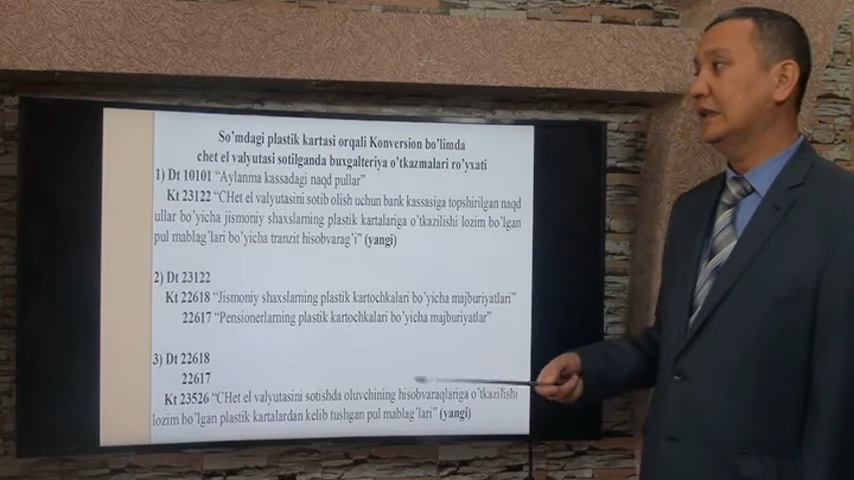 So'mdagi plastik kartasi orqali Konversion bo'limda
chet el valyutasi sotilganda buxgalteriya o'tkazmalari ro'yxati
1) Dt 10101 "Aylanma kassadagi naqd pullar"
Kt 23122 "CHet el valyutasini sotib olish uchun bank kassasiga topshirilgan naqd
ullar bo'yicha jismoniy shaxslarning plastik kartalariga o'tkazilishi lozim bo'lgan
pul mablag'lari bo'yicha tranzit hisobvarag'i" (yangi)
2) Dt 23122
Kt 22618 "Jismoniy shaxslarning plastik kartochkalari bo'yicha majburiyatlari"
22617 "Pensionerlarning plastik kartochkalari bo'yicha majburiyatlar"
3) Dt 22618
22617
Kt 23526 "CHet el valyutasini sotishda oluvchining hisobvaraqlariga o'tkazilishi
lozim bo'lgan plastik kartalardan kelib tushgan pul mablag'lari" (yangi)